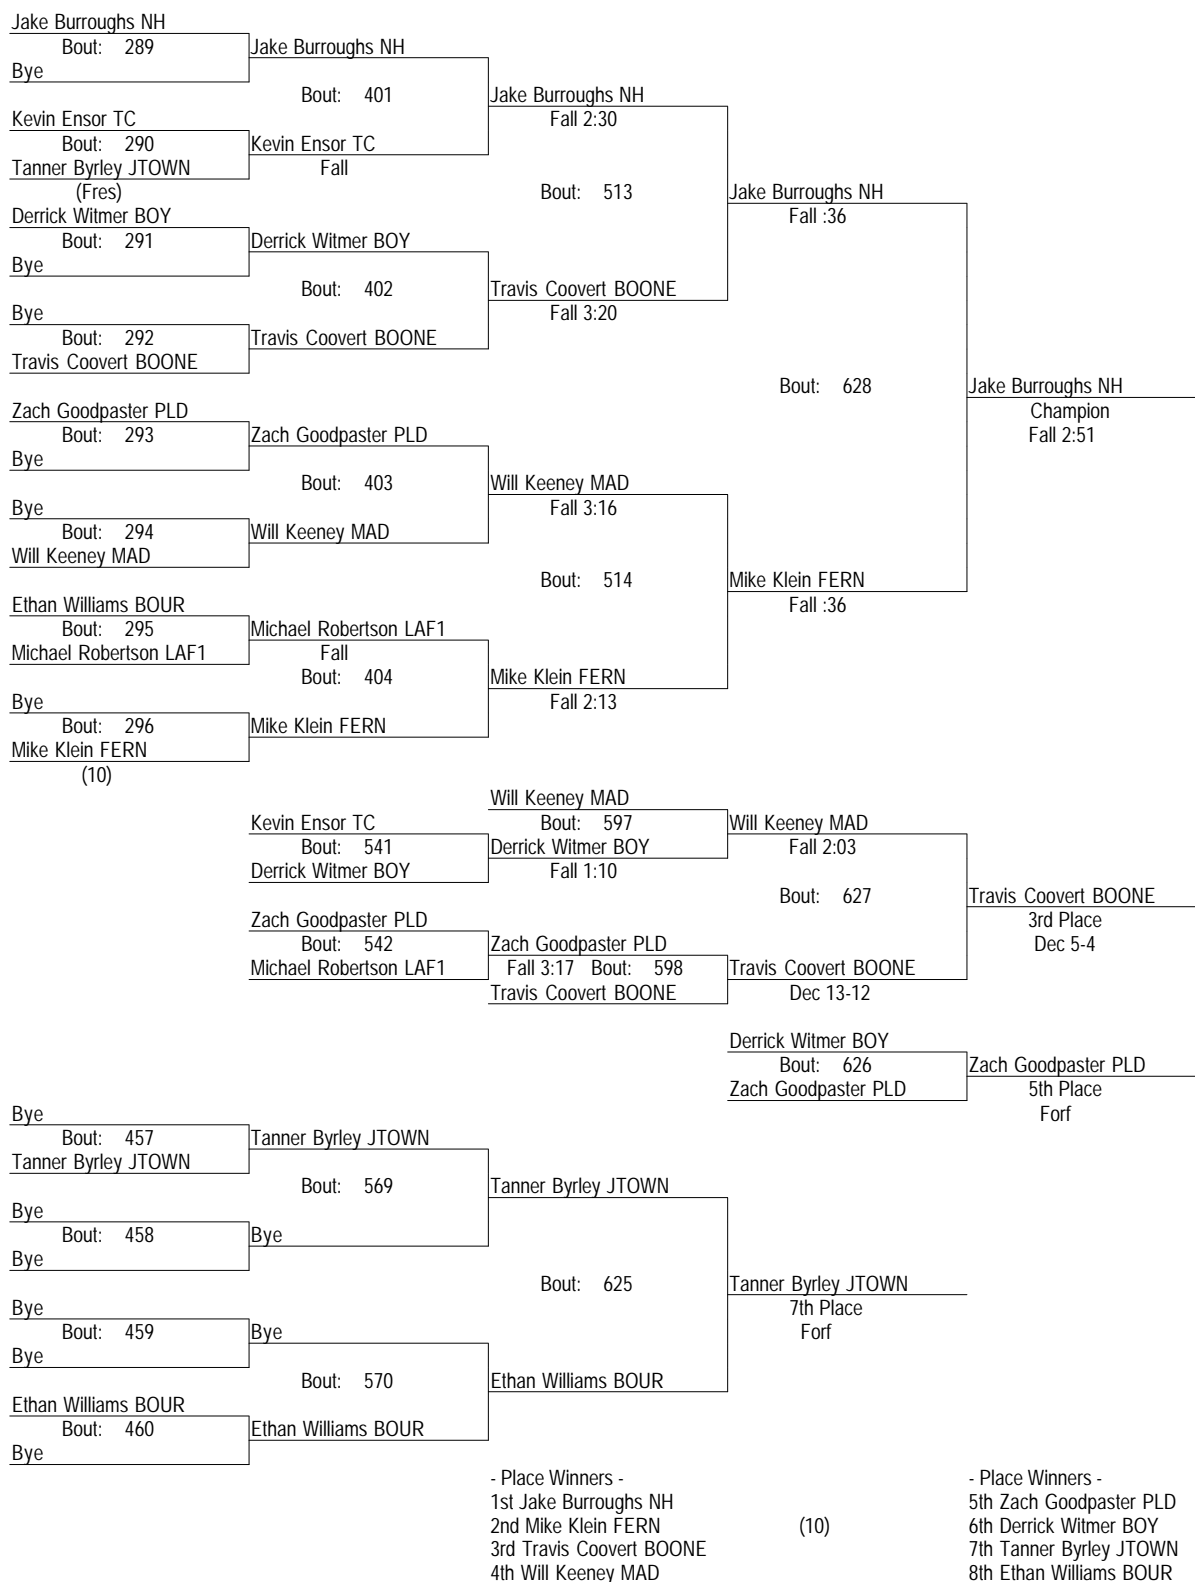 Jake Burroughs NH
Bout: 289 Jake Burroughs NH
Bye
Bout: 401 Jake Burroughs NH
Kevin Ensor TC Fall 2:30
Bout: 290 Kevin Ensor TC
Tanner Byrley JTOWN Fall
(Fres) Bout: 513 Jake Burroughs NH
Derrick Witmer BOY Fall :36
Bout: 291 Derrick Witmer BOY
Bye
Bout: 402 Travis Coovert BOONE
Bye Fall 3:20
Bout: 292 Travis Coovert BOONE
Travis Coovert BOONE
Bout: 628 Jake Burroughs NH
Zach Goodpaster PLD Champion
Bout: 293 Zach Goodpaster PLD Fall 2:51
Bye
Bout: 403 Will Keeney MAD
Bye Fall 3:16
Bout: 294 Will Keeney MAD
Will Keeney MAD
Bout: 514 Mike Klein FERN
Ethan Williams BOUR Fall :36
Bout: 295 Michael Robertson LAF1
Michael Robertson LAF1 Fall
Bout: 404 Mike Klein FERN
Bye Fall 2:13
Bout: 296 Mike Klein FERN
Mike Klein FERN
(10)
Will Keeney MAD
Kevin Ensor TC Bout: 597 Will Keeney MAD
Bout: 541 Derrick Witmer BOY Fall 2:03
Derrick Witmer BOY Fall 1:10
Bout: 627 Travis Coovert BOONE
Zach Goodpaster PLD 3rd Place
Bout: 542 Zach Goodpaster PLD Dec 5-4
Michael Robertson LAF1 Fall 3:17 Bout: 598 Travis Coovert BOONE
Travis Coovert BOONE Dec 13-12
Derrick Witmer BOY
Bout: 626 Zach Goodpaster PLD
Zach Goodpaster PLD 5th Place
Bye Forf
Bout: 457 Tanner Byrley JTOWN
Tanner Byrley JTOWN
Bout: 569 Tanner Byrley JTOWN
Bye
Bout: 458 Bye
Bye
Bout: 625 Tanner Byrley JTOWN
Bye 7th Place
Bout: 459 Bye Forf
Bye
Bout: 570 Ethan Williams BOUR
Ethan Williams BOUR
Bout: 460 Ethan Williams BOUR
Bye
- Place Winners - - Place Winners -
1st Jake Burroughs NH 5th Zach Goodpaster PLD
2nd Mike Klein FERN (10) 6th Derrick Witmer BOY
3rd Travis Coovert BOONE 7th Tanner Byrley JTOWN
4th Will Keeney MAD 8th Ethan Williams BOUR